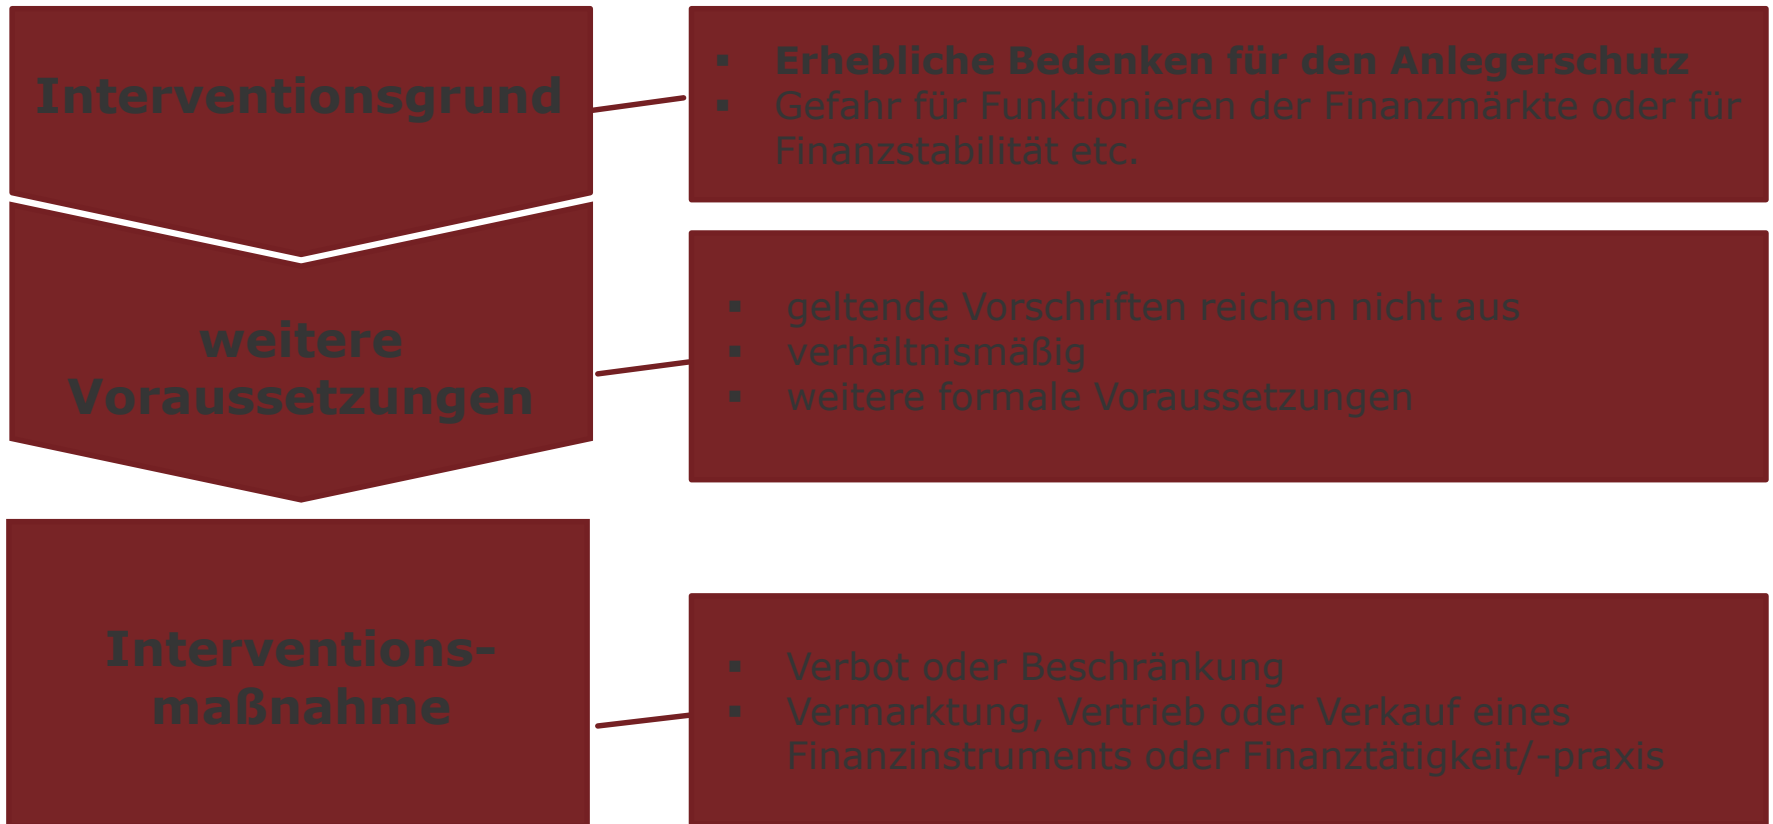 Interventionsgrund
▪ Erhebliche Bedenken für den Anlegerschutz
▪ Gefahr für Funktionieren der Finanzmärkte oder für
Finanzstabilität etc.
weitere
Voraussetzungen
▪ geltende Vorschriften reichen nicht aus
▪ verhältnismäßig
▪ weitere formale Voraussetzungen
Interventions-
maßnahme
▪ Verbot oder Beschränkung
▪ Vermarktung, Vertrieb oder Verkauf eines
Finanzinstruments oder Finanztätigkeit/-praxis